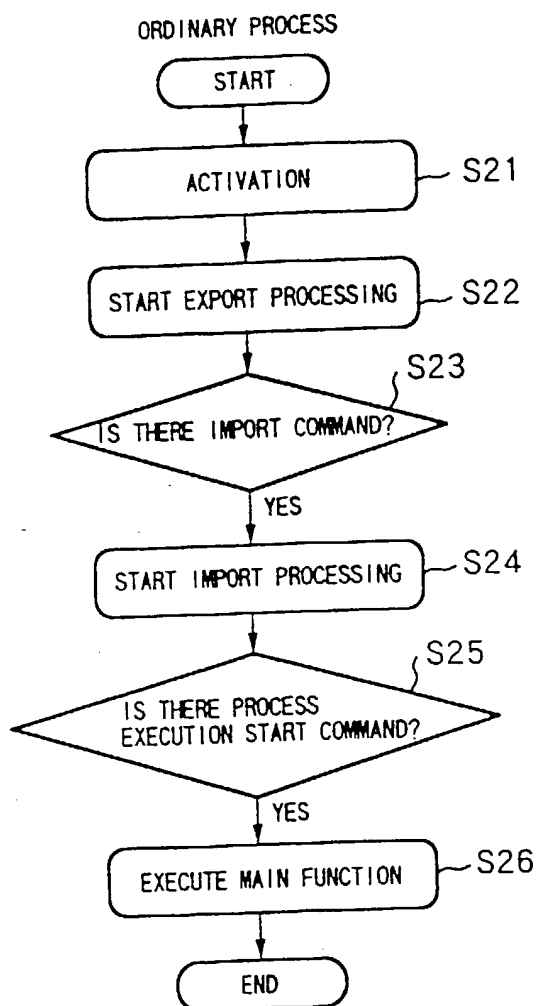 ORDINARY PROCESS
START
ACTIVATION
S21
START EXPORT PROCESSING
S22
S23
IS THERE IMPORT COMMAND?
YES
START IMPORT PROCESSING
S24
S25
IS THERE PROCESS
EXECUTION START COMMAND?
YES
EXECUTE MAIN FUNCTION
S26
END